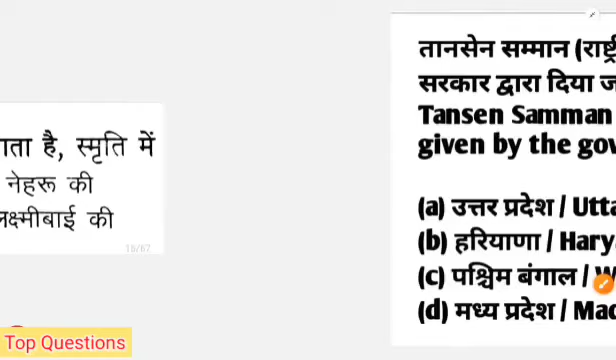 ाता है, स्मृति में
नेहरू की
लक्ष्मीबाई की
16/67
Top Questions
तानसेन सम्मान (राष्ट्री
सरकार द्वारा दिया ज
Tansen Samman
given by the gov
(a) उत्तर प्रदेश / Utta
(b) हरियाणा / Hary
(c) पश्चिम बंगाल / W
(d) मध्य प्रदेश / Mad